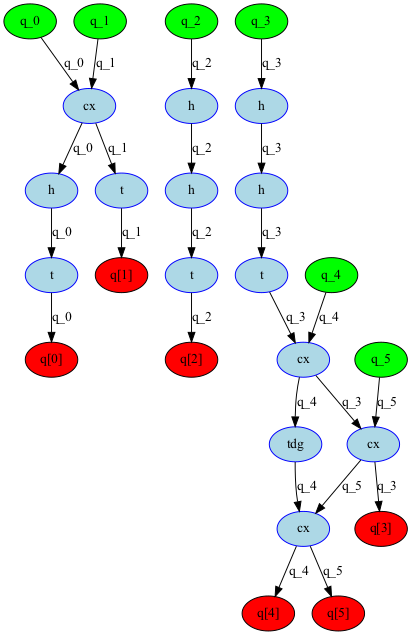 q_0 q_1 q_2 q_3
q_0 q_1 q_2 q_3
cx h h
q_0 q_1 q_2 q_3
h t h h
q_0 q_1 q_2 q_3
t q[1] t t q_4
q_0 q_2 q_3 q_4
q[0] q[2] cx q_5
q_4 q_3 q_5
tdg cx
q_4 q_5 q_3
cx q[3]
q_4 q_5
q[4] q[5]